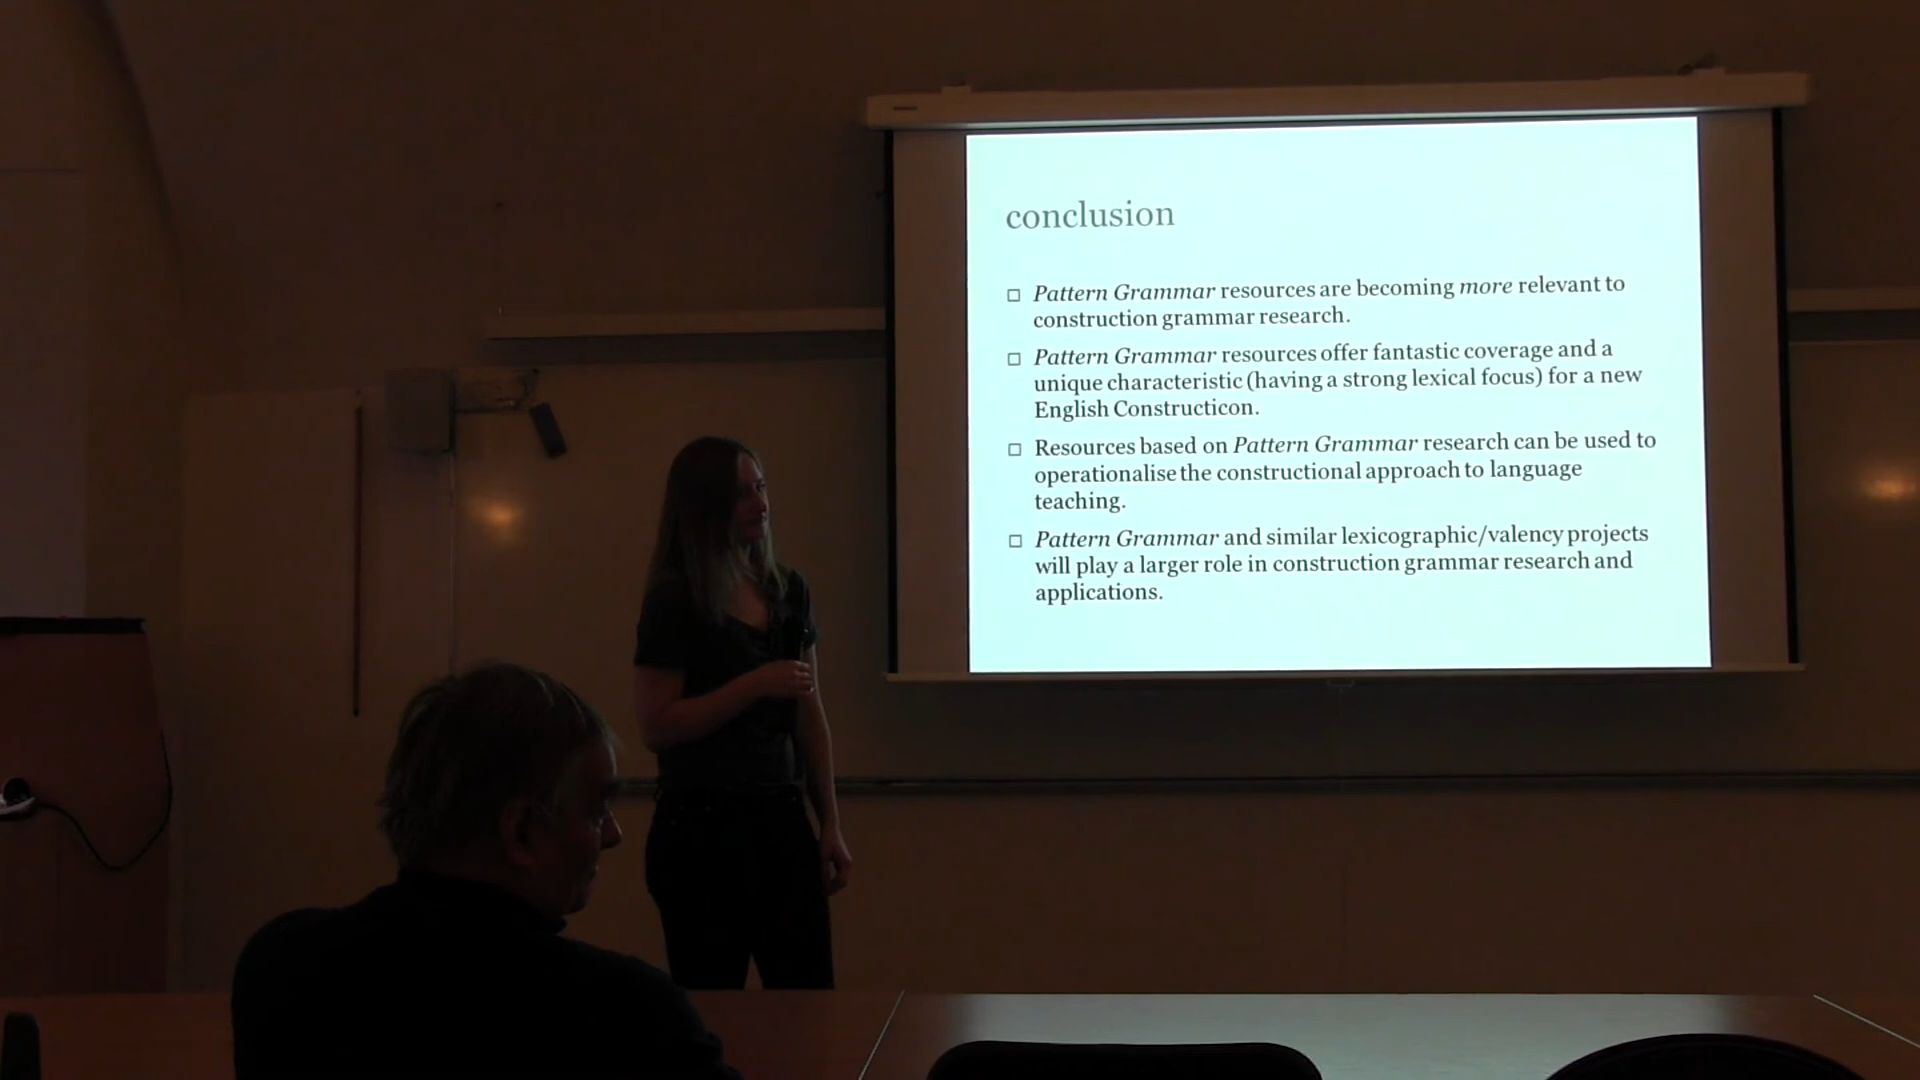 conclusion
□ Pattern Grammar resources are becoming more relevant to
construction grammar research.
□ Pattern Grammar resources offer fantastic coverage and a
unique characteristic (having a strong lexical focus) for a new
English Constructicon.
□ Resources based on Pattern Grammar research can be used to
operationalise the constructional approach to language
teaching.
□ Pattern Grammar and similar lexicographic/valency projects
will play a larger role in construction grammar research and
applications.